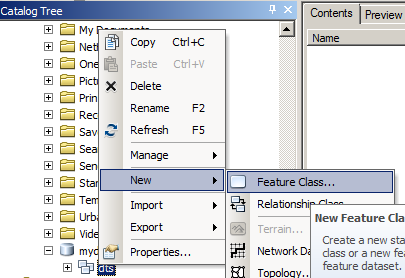 Catalog Tree
Contents
Preview
Name
My Documents
Copy Ctrl+C
Paste Ctrl+V
Delete
Rename F2
Refresh F5
Manage
New
Import
Export
Properties...
Feature Class...
Relationship Class
Terrain...
Network Da
Topology...
New Feature Cla
Create a new sta
class or a new fe
feature dataset.
Net
One
Pict
Prin
Rec
Sav
Sea
Sen
Star
Tem
Urba
Vide
myd
dts